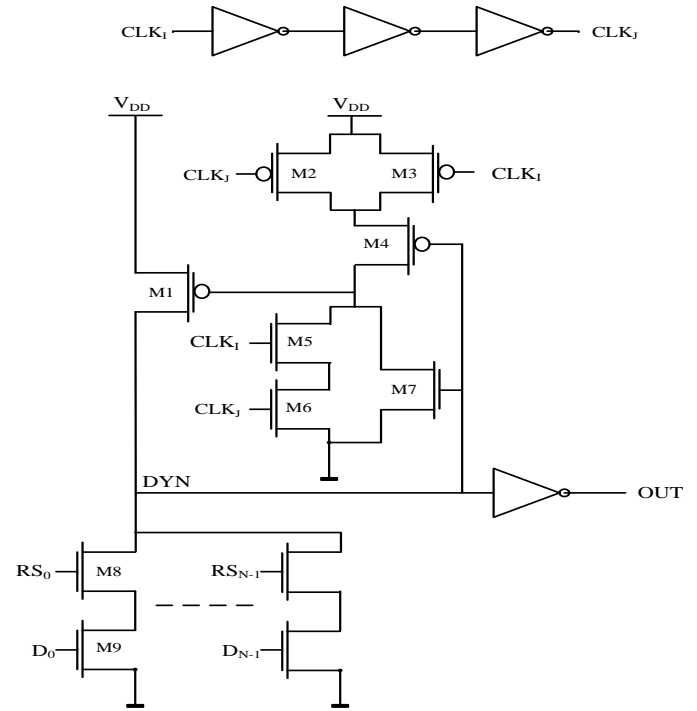 CLK_I CLK_J
V_DD V_DD
CLK_J M2 M3 CLK_I
M4
M1
CLK_I M5
CLK_J M6 M7
DYN OUT
RS_0 M8 RS_N-1
D_0 M9 D_N-1